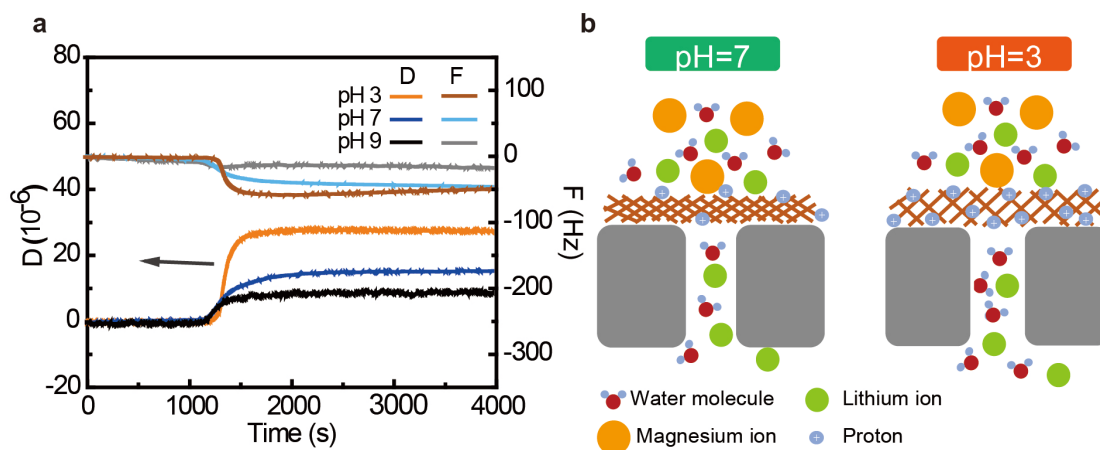 a
80
60
40
20
0
-20
D (10⁻⁶)
0
1000
2000
3000
4000
Time (s)
100
0
-100
-200
-300
F (Hz)
D F
pH 3
pH 7
pH 9
b
pH=7
pH=3
Water molecule
Lithium ion
Magnesium ion
Proton